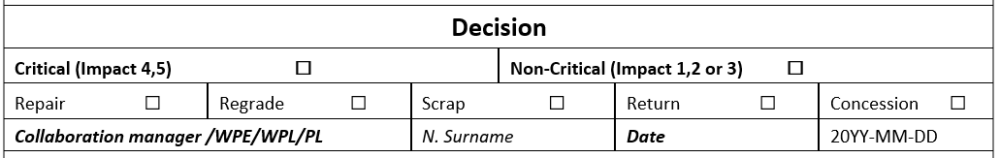 Decision
Critical (Impact 4,5) ☐ Non-Critical (Impact 1,2 or 3) ☐
Repair ☐ Regrade ☐ Scrap ☐ Return ☐ Concession ☐
Collaboration manager /WPE/WPL/PL N. Surname Date 20YY-MM-DD